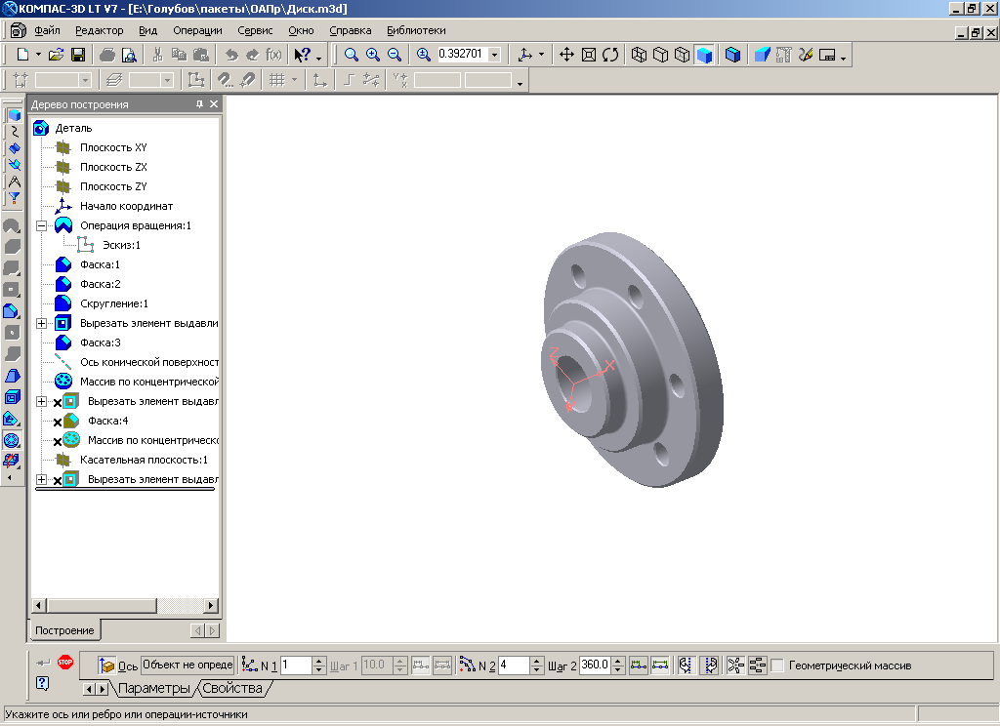 КОМПАС-3D LT V7 - [E:\Голубов\пакеты\ОАПр\Диск.m3d]
Файл Редактор Вид Операции Сервис Окно Справка Библиотеки
f(x) 0.392701
Дерево построения
Деталь
Плоскость XY
Плоскость ZX
Плоскость ZY
Начало координат
Операция вращения:1
Эскиз:1
Фаска:1
Фаска:2
Скругление:1
Вырезать элемент выдавли
Фаска:3
Ось конической поверхност
Массив по концентрической
Вырезать элемент выдавл
Фаска:4
Массив по концентрическо
Касательная плоскость:1
Вырезать элемент выдавл
Z
X
Построение
STOP Ось Объект не опреде N 1 1 Шаг 1 10.0 N 2 4 Шаг 2 360.0 Геометрический массив
Параметры Свойства
Укажите ось или ребро или операции-источники